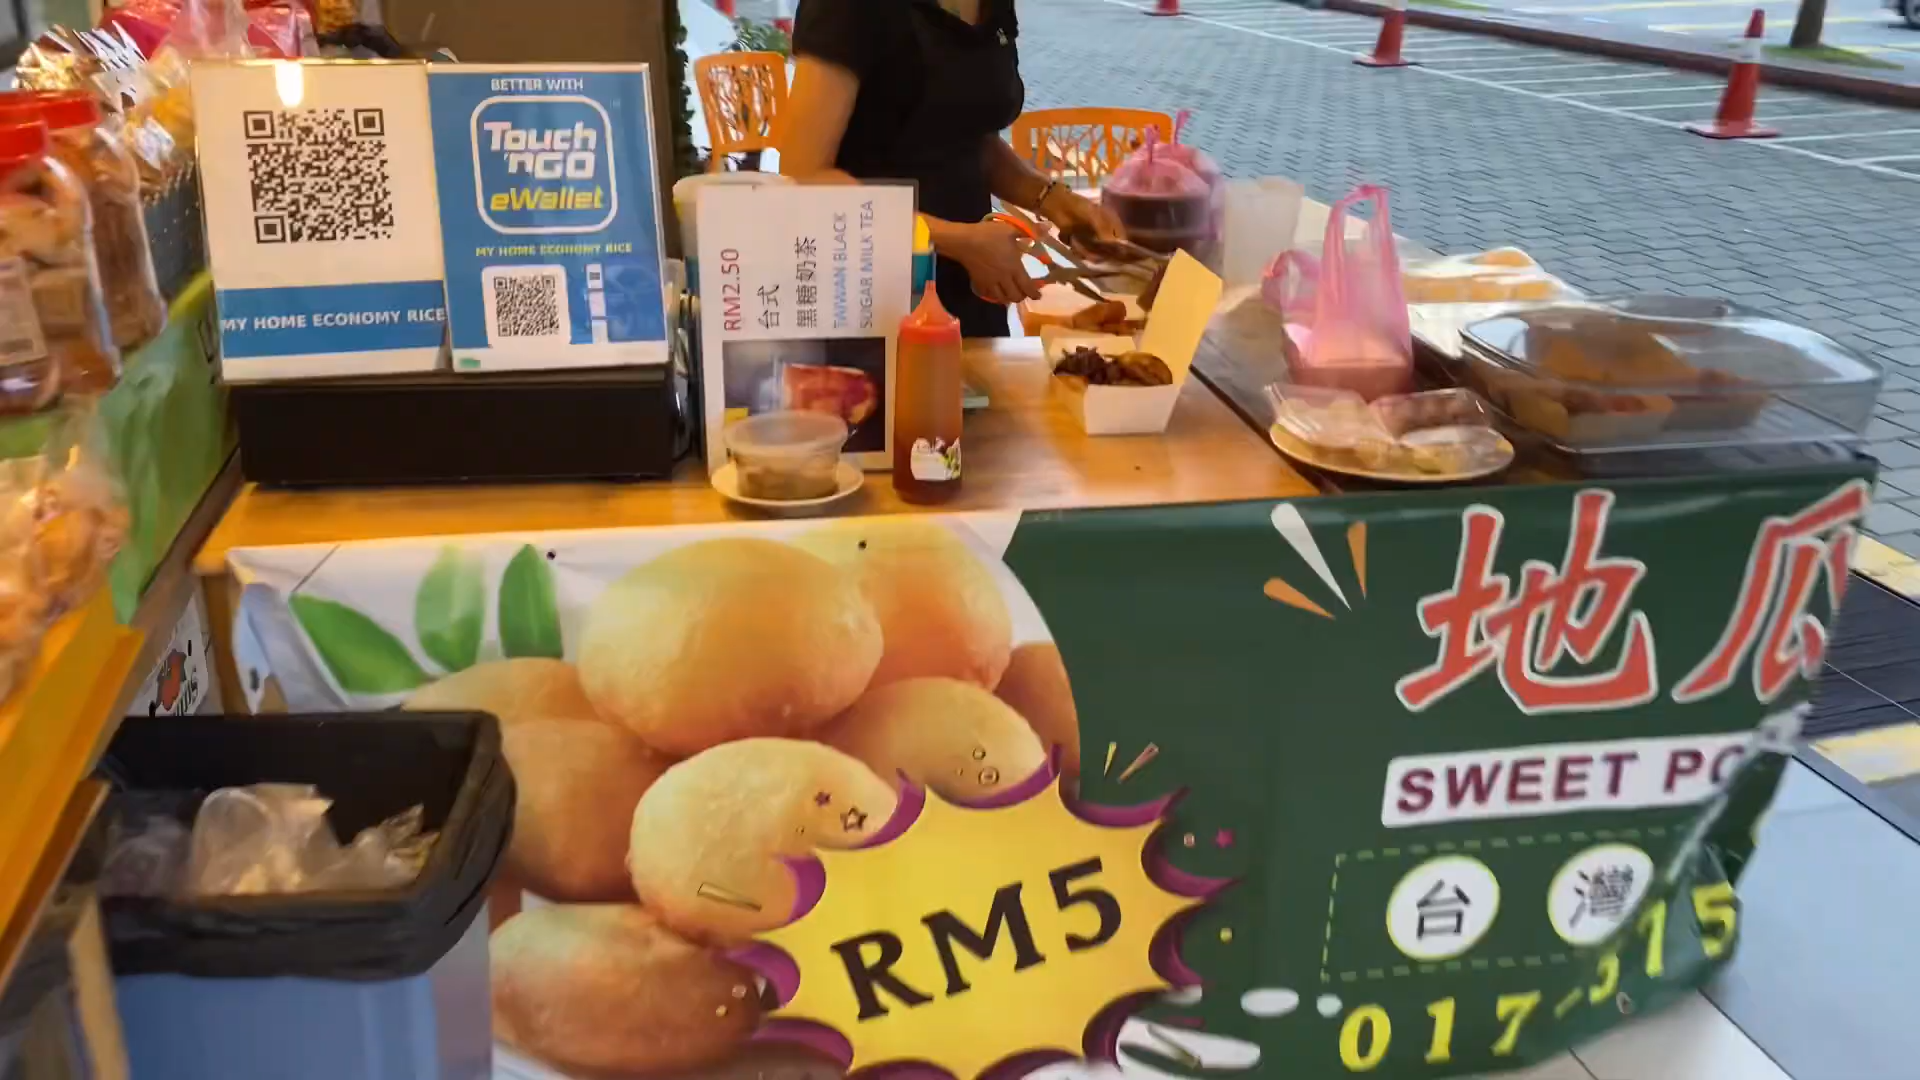 BETTER WITH
Touch
'nGO
eWallet
MY HOME ECONOMY RICE
MY HOME ECONOMY RICE
RM2.50
台式
黑糖奶茶
TAIWAN BLACK
SUGAR MILK TEA
地瓜
SWEET PO
台灣
RM5
017-